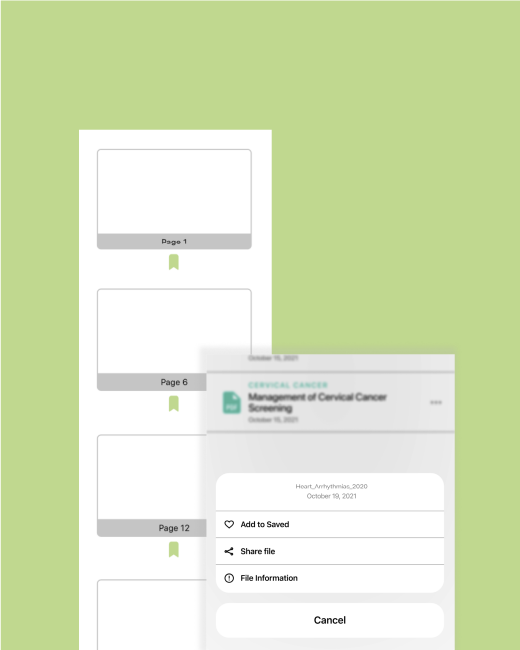 Page 1
Page 6
Page 12
October 15, 2021
CERVICAL CANCER
Management of Cervical Cancer
Screening
October 15, 2021
PDF
Heart_Arrhythmias_2020
October 19, 2021
Add to Saved
Share file
File Information
Cancel